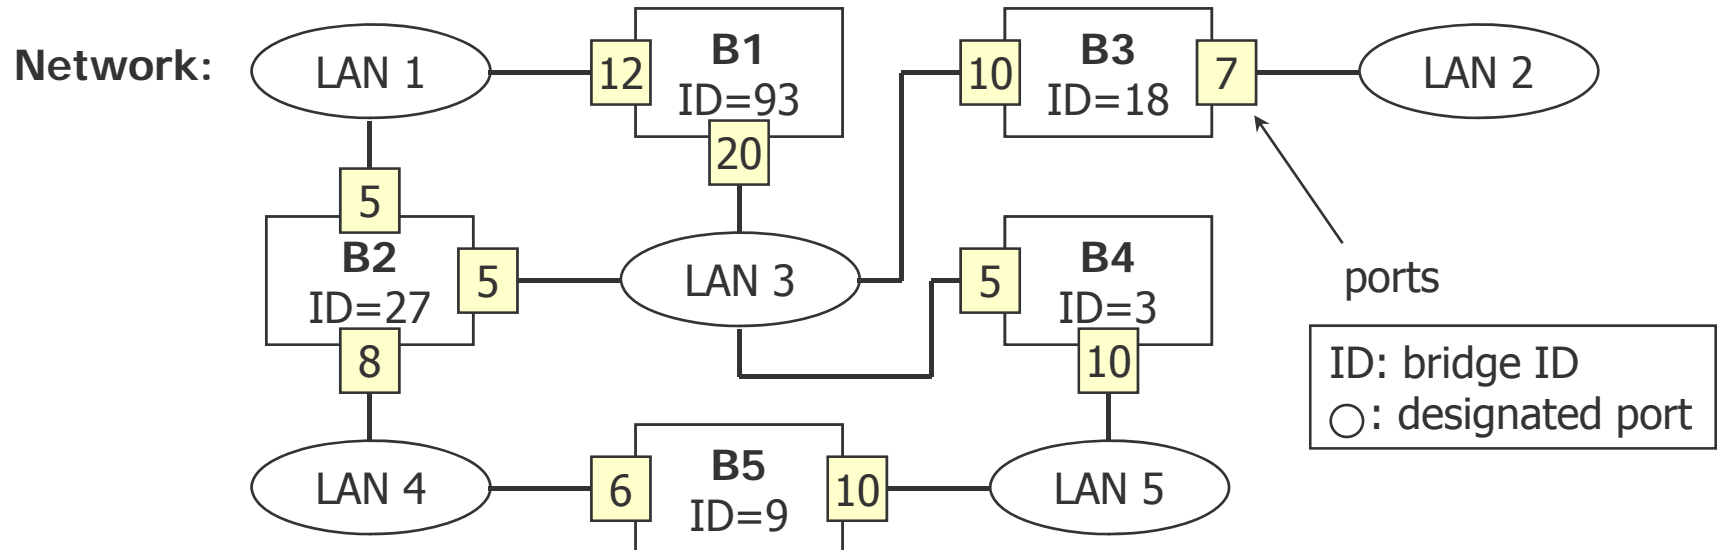 Network:
LAN 1
12
B1
ID=93
20
10
B3
ID=18
7
LAN 2
5
B2
ID=27
5
8
LAN 3
5
B4
ID=3
10
ports
ID: bridge ID
: designated port
LAN 4
6
B5
ID=9
10
LAN 5